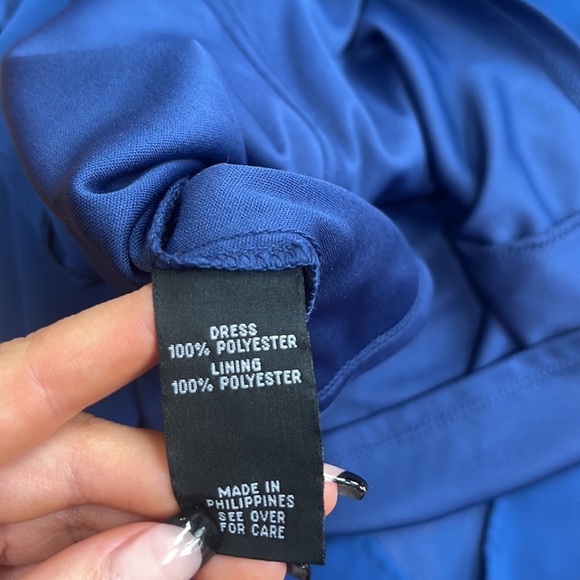 DRESS
100% POLYESTER
LINING
100% POLYESTER
MADE IN
PHILIPPINES
SEE OVER
FOR CARE